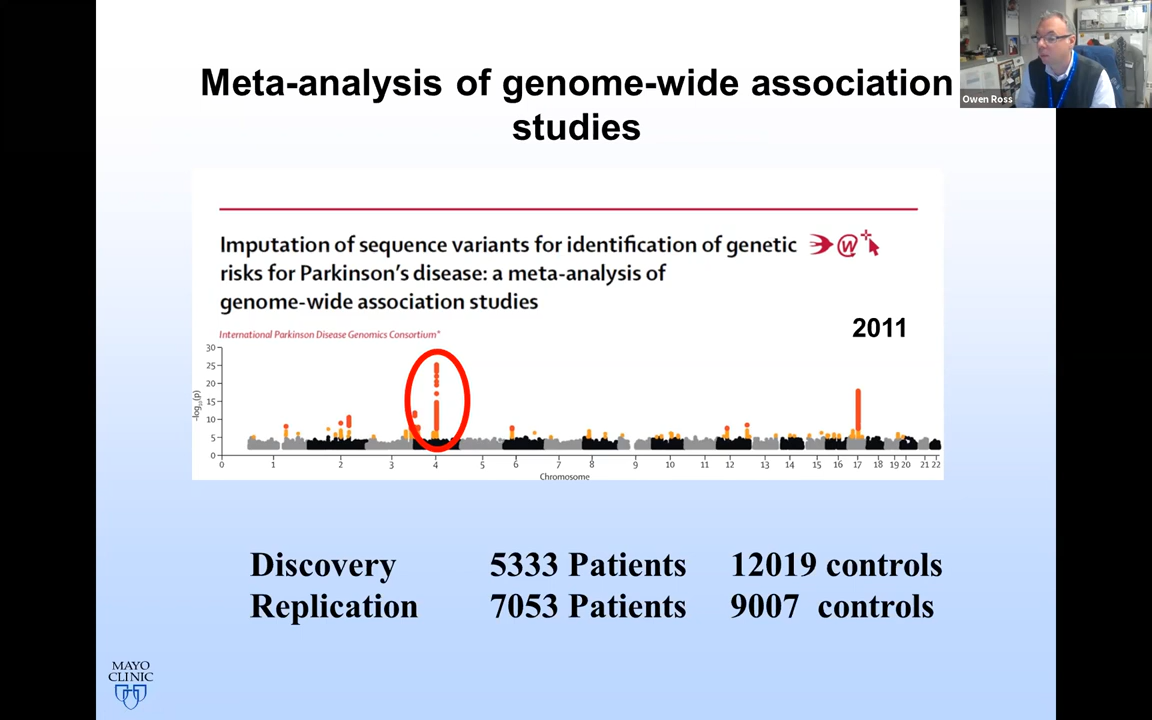 Meta-analysis of genome-wide association
studies
Owen Ross
Imputation of sequence variants for identification of genetic
risks for Parkinson's disease: a meta-analysis of
genome-wide association studies
International Parkinson Disease Genomics Consortium*
2011
30
25
20
15
10
5
0
-log10(p)
0 1 2 3 4 5 6 7 8 9 10 11 12 13 14 15 16 17 18 19 20 21 22
Chromosome
Discovery 5333 Patients 12019 controls
Replication 7053 Patients 9007 controls
MAYO
CLINIC